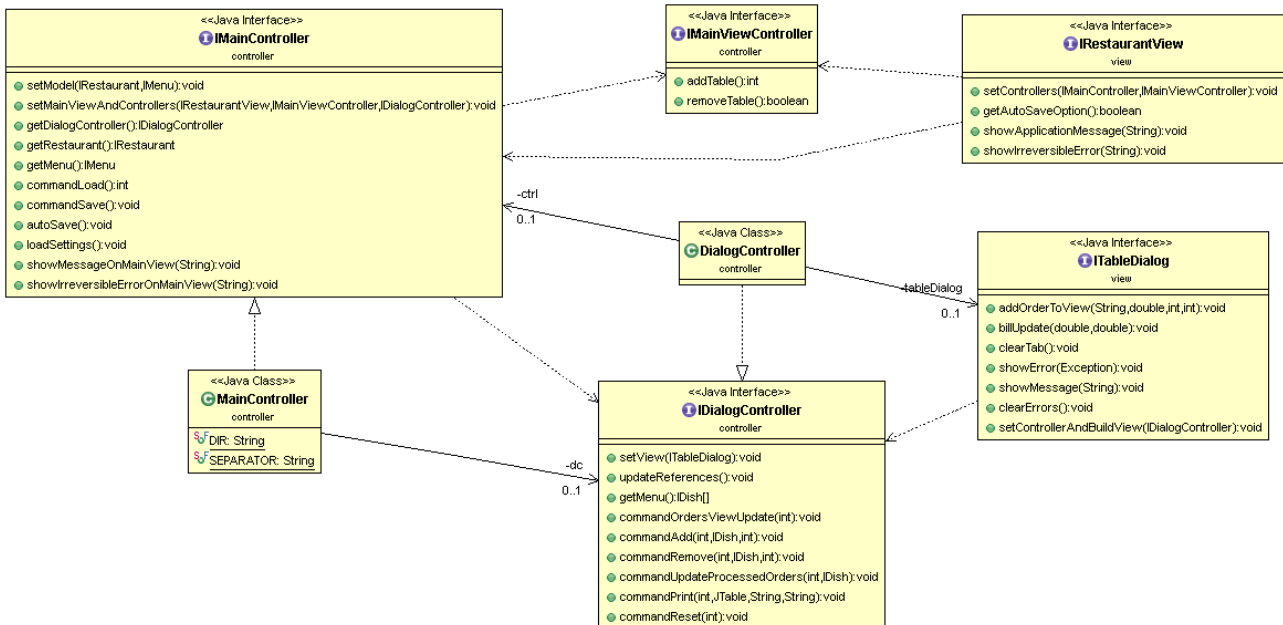 <<Java Interface>>
IMainController
controller
setModel(IRestaurant,IMenu):void
setMainViewAndControllers(IRestaurantView,IMainViewController,IDialogController):void
getDialogController():IDialogController
getRestaurant():IRestaurant
getMenu():IMenu
commandLoad():int
commandSave():void
autoSave():void
loadSettings():void
showMessageOnMainView(String):void
showIrreversibleErrorOnMainView(String):void
<<Java Interface>>
IMainViewController
controller
addTable():int
removeTable():boolean
<<Java Interface>>
IRestaurantView
view
setControllers(IMainController,IMainViewController):void
getAutoSaveOption():boolean
showApplicationMessage(String):void
showIrreversibleError(String):void
-ctrl
0..1
<<Java Class>>
DialogController
controller
-tableDialog
0..1
<<Java Interface>>
ITableDialog
view
addOrderToView(String,double,int,int):void
billUpdate(double,double):void
clearTab():void
showError(Exception):void
showMessage(String):void
clearErrors():void
setControllerAndBuildView(IDialogController):void
<<Java Class>>
MainController
controller
DIR: String
SEPARATOR: String
-dc
0..1
<<Java Interface>>
IDialogController
controller
setView(ITableDialog):void
updateReferences():void
getMenu():IDish[]
commandOrdersViewUpdate(int):void
commandAdd(int,IDish,int):void
commandRemove(int,IDish,int):void
commandUpdateProcessedOrders(int,IDish):void
commandPrint(int,JTable,String,String):void
commandReset(int):void